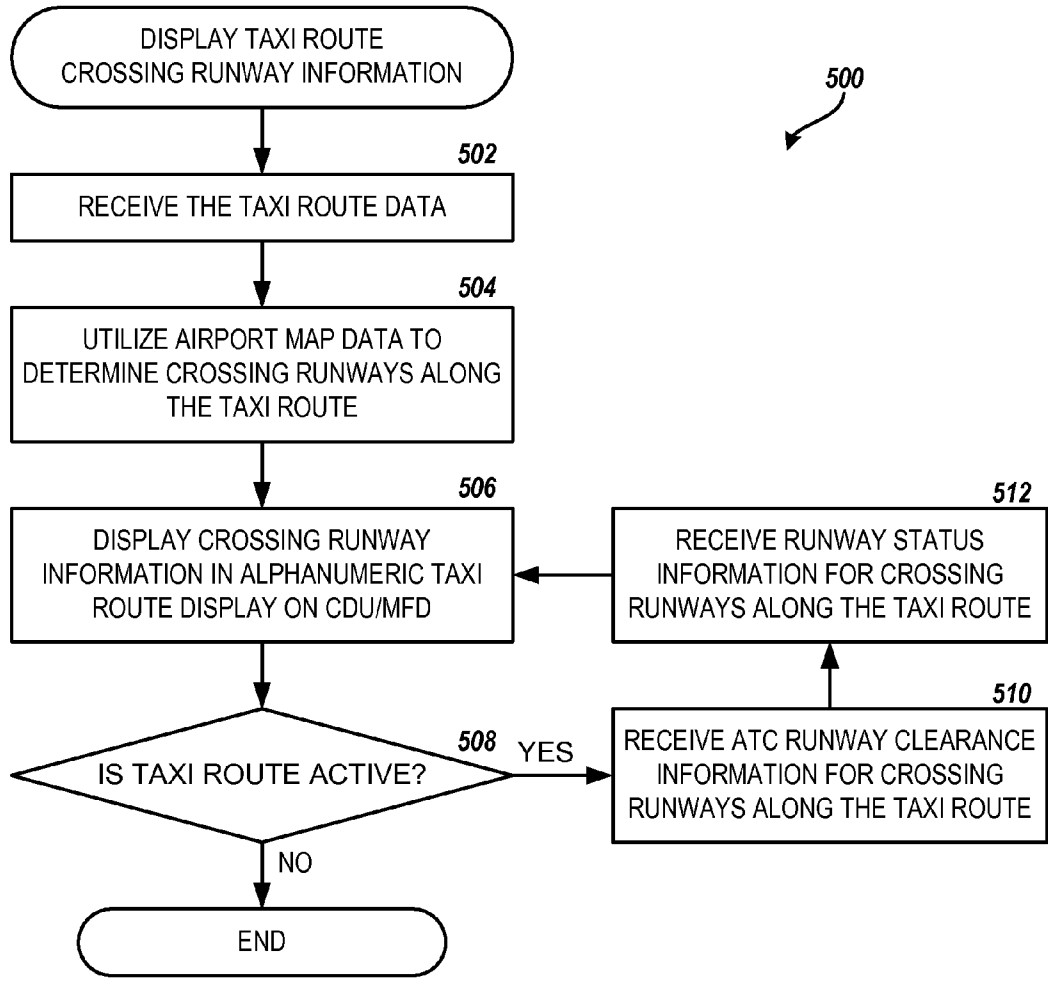 DISPLAY TAXI ROUTE
CROSSING RUNWAY INFORMATION
500
502
RECEIVE THE TAXI ROUTE DATA
504
UTILIZE AIRPORT MAP DATA TO
DETERMINE CROSSING RUNWAYS ALONG
THE TAXI ROUTE
506
DISPLAY CROSSING RUNWAY
INFORMATION IN ALPHANUMERIC TAXI
ROUTE DISPLAY ON CDU/MFD
512
RECEIVE RUNWAY STATUS
INFORMATION FOR CROSSING
RUNWAYS ALONG THE TAXI ROUTE
508
IS TAXI ROUTE ACTIVE?
YES
510
RECEIVE ATC RUNWAY CLEARANCE
INFORMATION FOR CROSSING
RUNWAYS ALONG THE TAXI ROUTE
NO
END